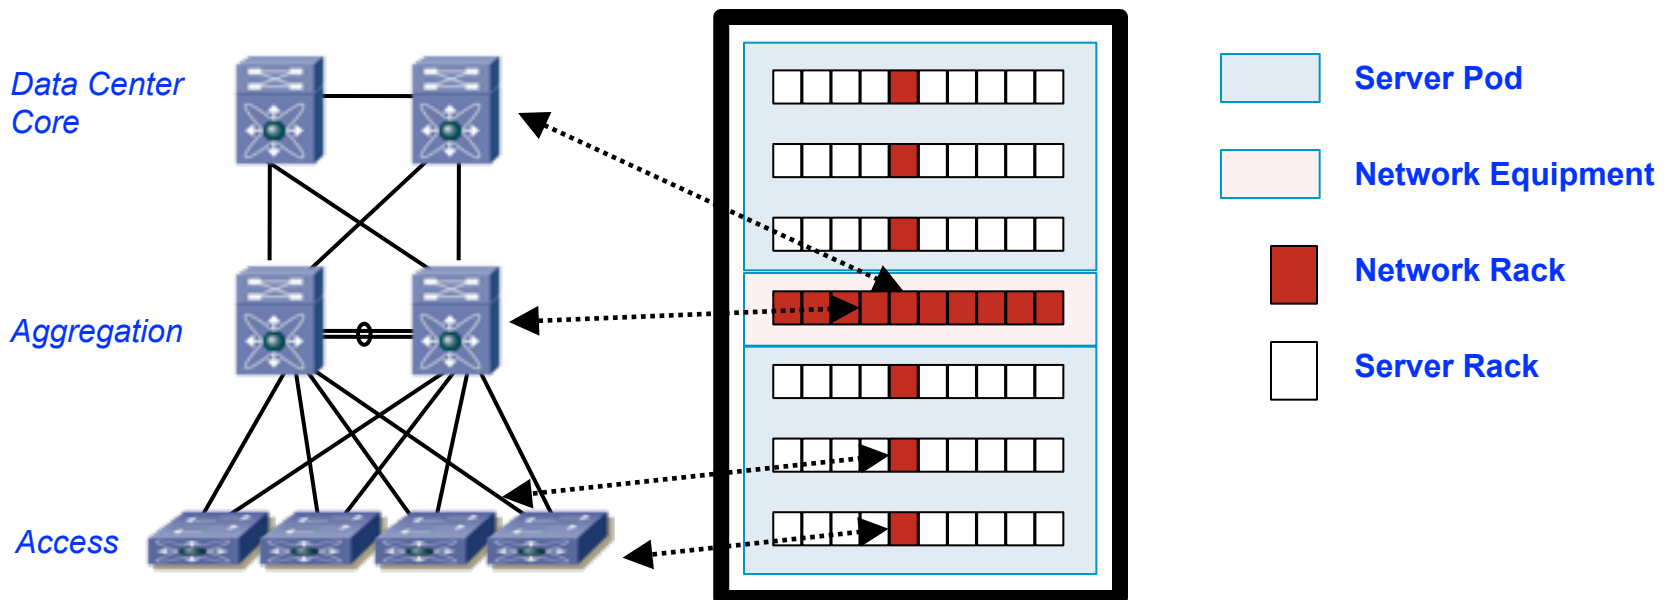 Data Center
Core
Aggregation
Access
Server Pod
Network Equipment
Network Rack
Server Rack